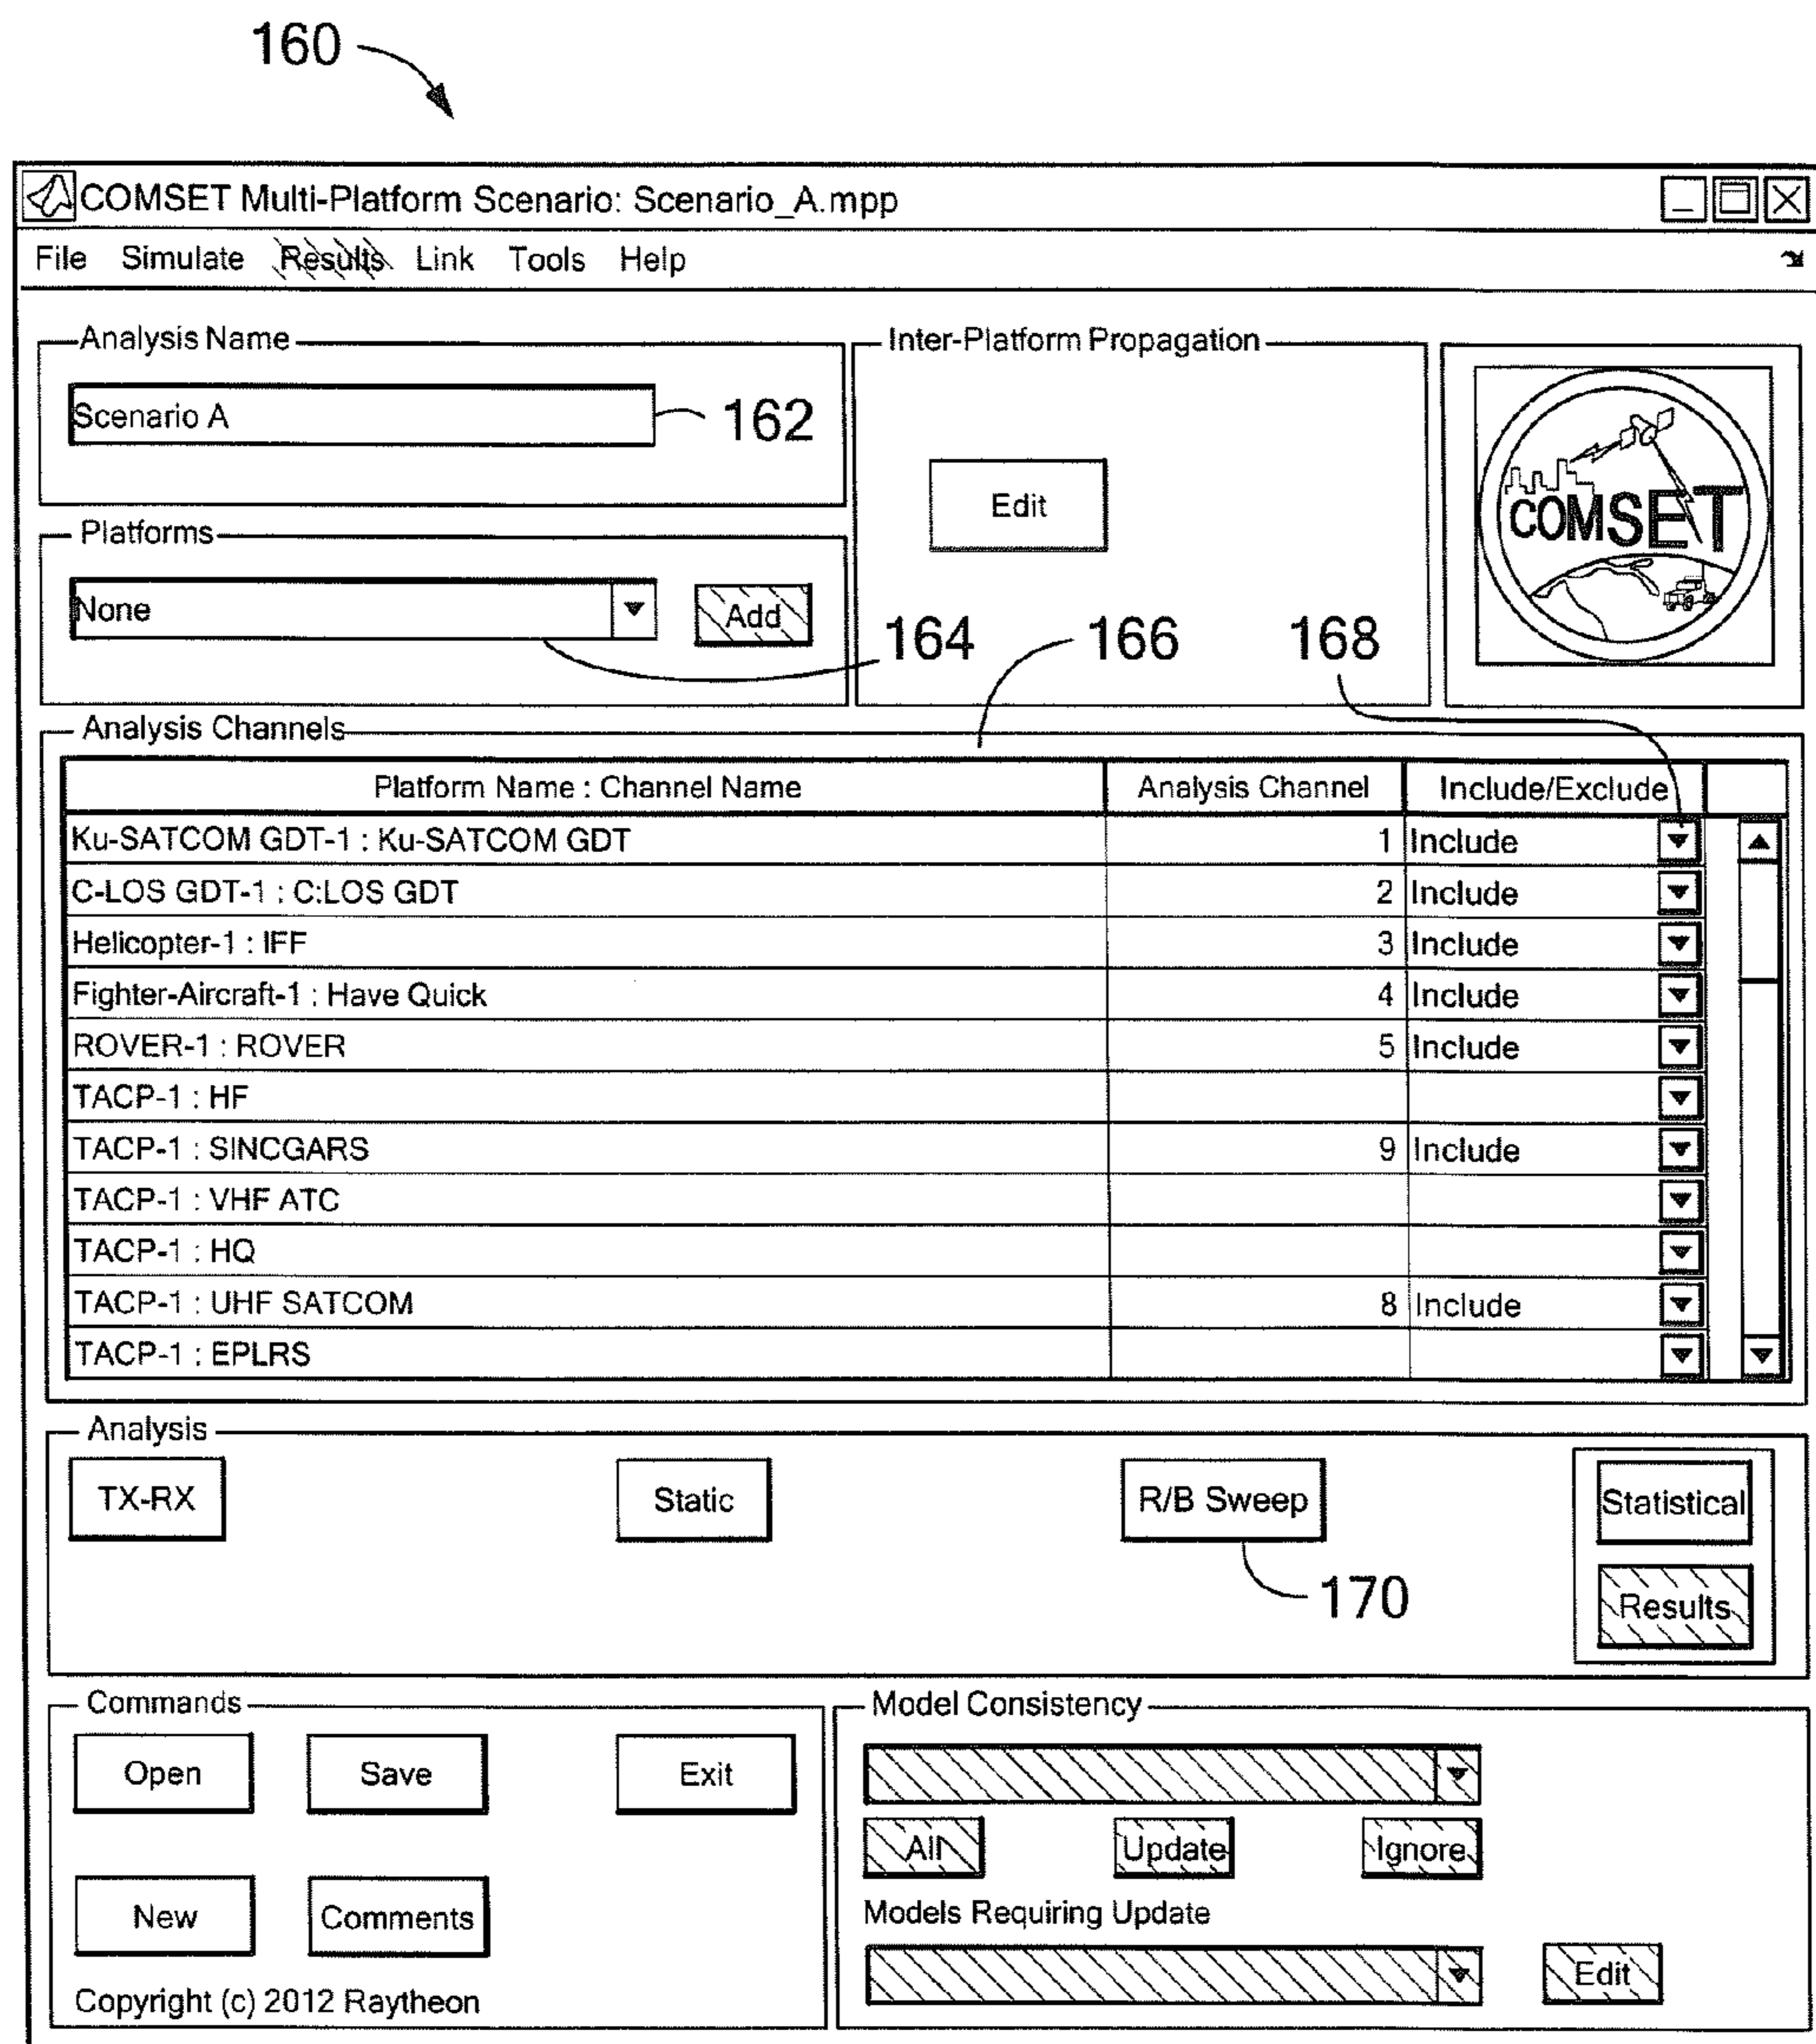 160
COMSET Multi-Platform Scenario: Scenario_A.mpp
File Simulate Results Link Tools Help
Analysis Name
Scenario A
162
Inter-Platform Propagation
Edit
COMSET
Platforms
None
Add
164
166
168
Analysis Channels
Platform Name : Channel Name Analysis Channel Include/Exclude
Ku-SATCOM GDT-1 : Ku-SATCOM GDT 1 Include
C-LOS GDT-1 : C:LOS GDT 2 Include
Helicopter-1 : IFF 3 Include
Fighter-Aircraft-1 : Have Quick 4 Include
ROVER-1 : ROVER 5 Include
TACP-1 : HF
TACP-1 : SINCGARS 9 Include
TACP-1 : VHF ATC
TACP-1 : HQ
TACP-1 : UHF SATCOM 8 Include
TACP-1 : EPLRS
Analysis
TX-RX Static R/B Sweep Statistical
170
Results
Commands
Open Save Exit
New Comments
Copyright (c) 2012 Raytheon
Model Consistency
All Update Ignore
Models Requiring Update
Edit